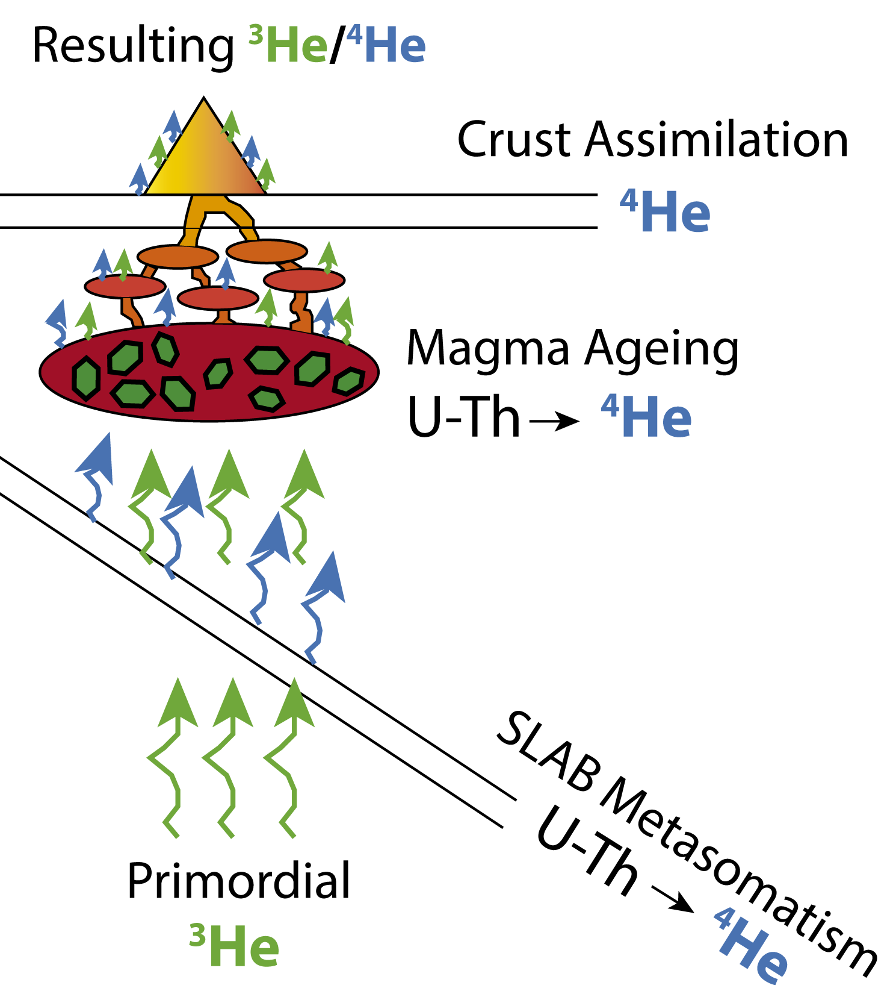 Resulting ³He/⁴He
Crust Assimilation
⁴He
Magma Ageing
U-Th → ⁴He
SLAB Metasomatism
U-Th → ⁴He
Primordial
³He